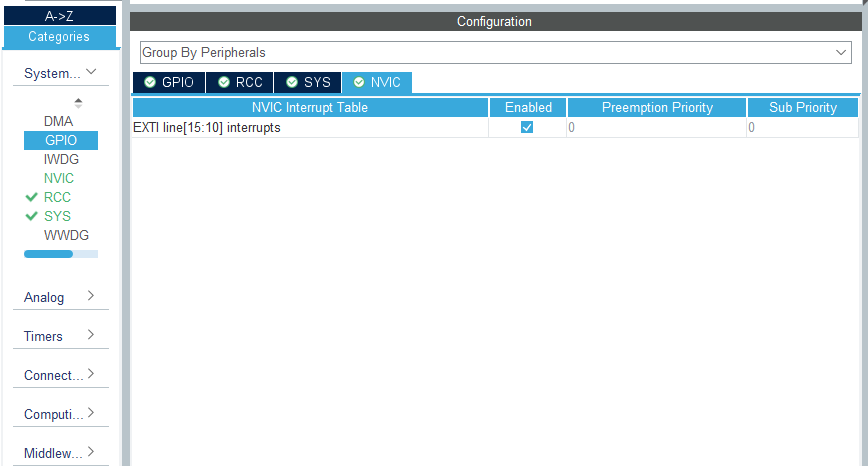 A->Z
Categories
System...
DMA
GPIO
IWDG
NVIC
RCC
SYS
WWDG
Analog
Timers
Connect...
Computi...
Middlew...
Configuration
Group By Peripherals
GPIO RCC SYS NVIC
NVIC Interrupt Table Enabled Preemption Priority Sub Priority
EXTI line[15:10] interrupts 0 0